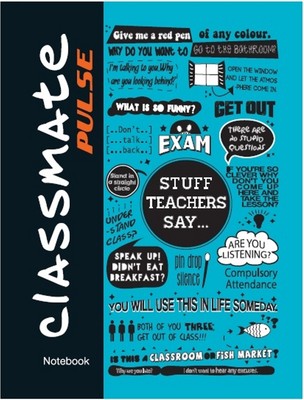 classmate
PULSE
Notebook
Give me a red pen of any colour.
WHY DO YOU WANT TO GO TO THE BATHROOM?
I'm talking to you.Why
are you looking behind?
OPEN THE WINDOW
AND LET THE ATMOS
PHERE COME IN
WHAT IS SO FUNNY?
GET OUT
[..Don't..]
[...talk...]
[...back..]
EXAM
THERE ARE
NO STUPID
QUESTIONS
Stand in
a straight
circle
STUFF
TEACHERS
SAY...
IF YOU'RE SO
CLEVER WHY
DON'T YOU
COME UP
HERE AND
TAKE THE
LESSON?
UNDER
STAND
CLASS?
ARE YOU
LISTENING?
SPEAK UP!
DIDN'T EAT
BREAKFAST?
pin drop
silence
Compulsory
Attendance
YOU WILL USE THIS IN LIFE SOMEDAY.
BOTH OF YOU THREE
GET OUT OF CLASS!!!
IS THIS A CLASSROOM OR FISH MARKET?
Why are you late?
I don't want to hear any excuses.